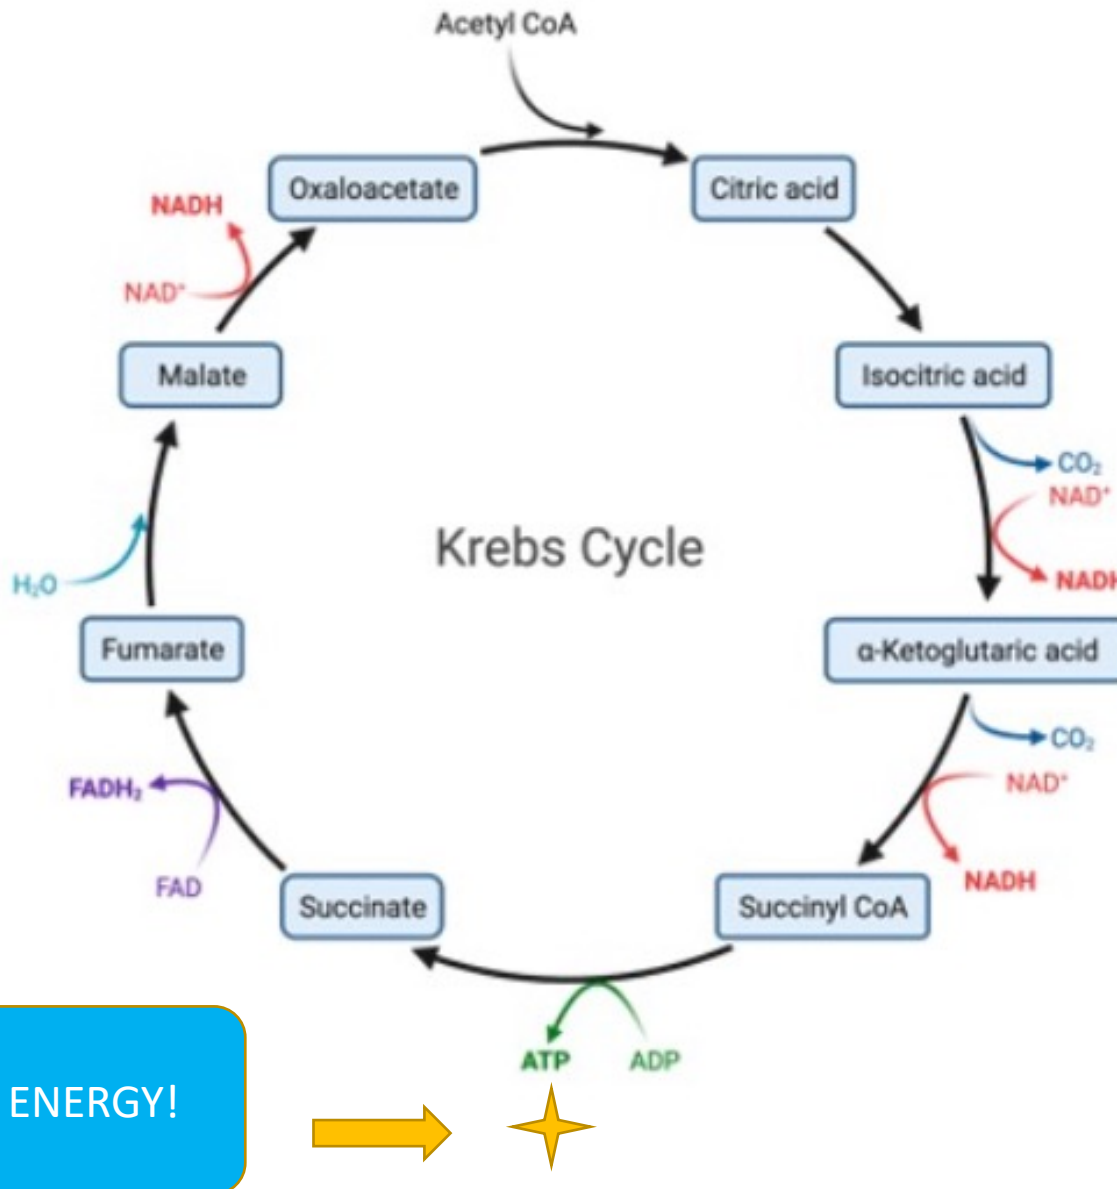 Acetyl CoA
Oxaloacetate
Citric acid
NADH
NAD⁺
Malate
Isocitric acid
CO₂
NAD⁺
NADH
Krebs Cycle
H₂O
Fumarate
α-Ketoglutaric acid
CO₂
NAD⁺
NADH
FADH₂
FAD
Succinate
Succinyl CoA
ATP
ADP
ENERGY!